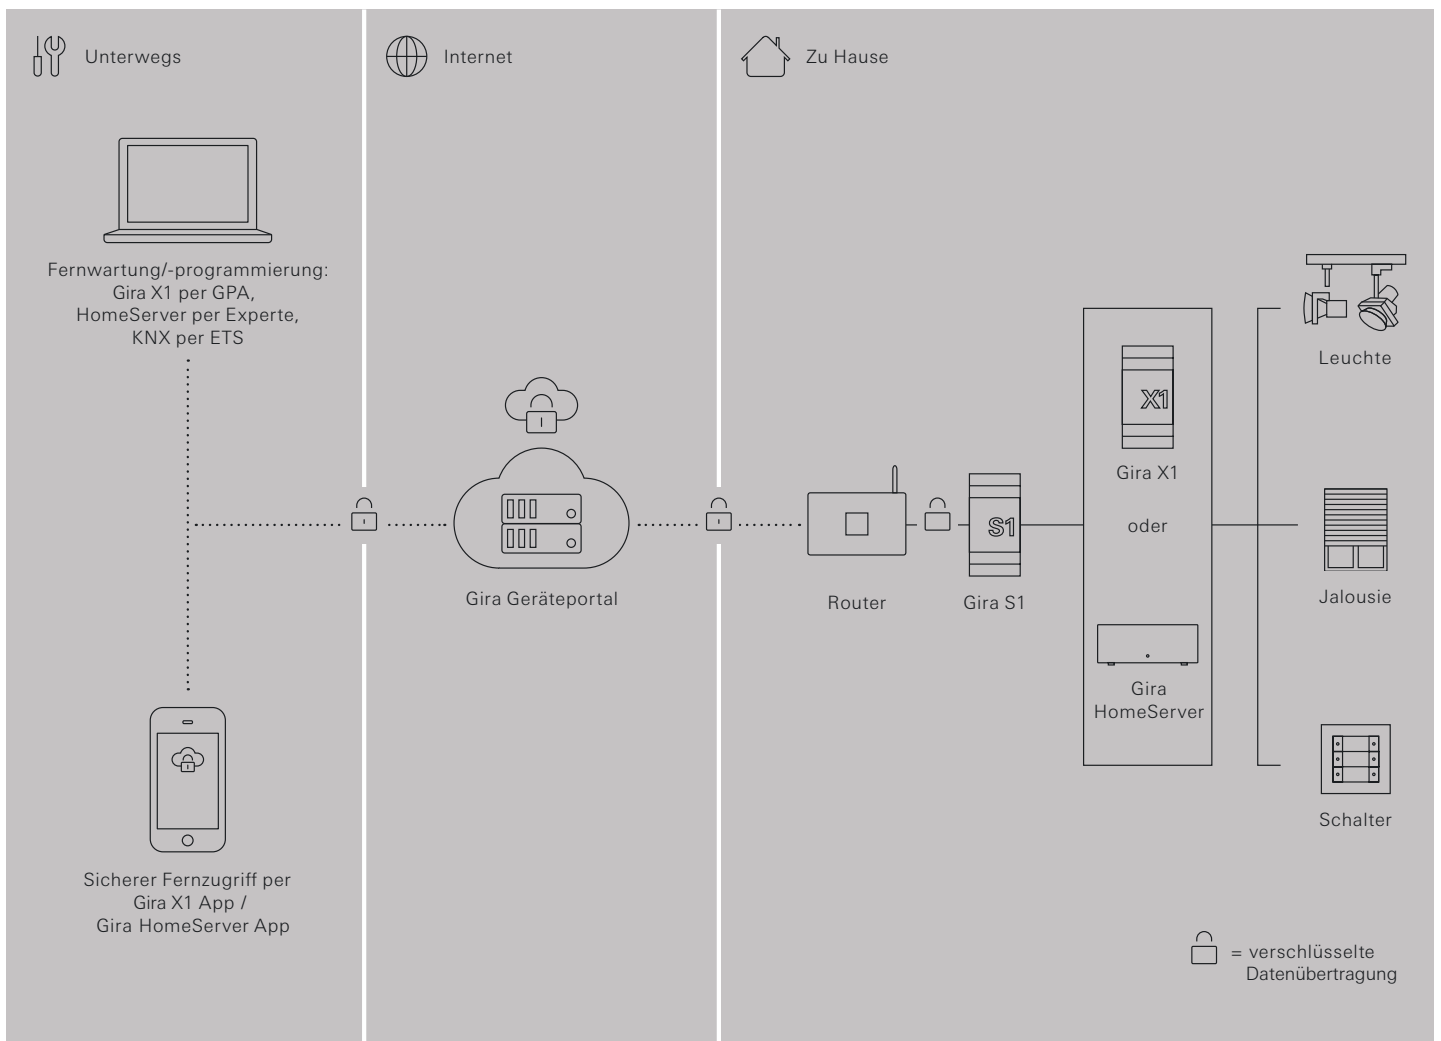 Unterwegs
Internet
Zu Hause
Fernwartung/-programmierung:
Gira X1 per GPA,
HomeServer per Experte,
KNX per ETS
Sicherer Fernzugriff per
Gira X1 App /
Gira HomeServer App
Gira Geräteportal
Router
S1
Gira S1
X1
Gira X1
oder
Gira
HomeServer
Leuchte
Jalousie
Schalter
= verschlüsselte
Datenübertragung